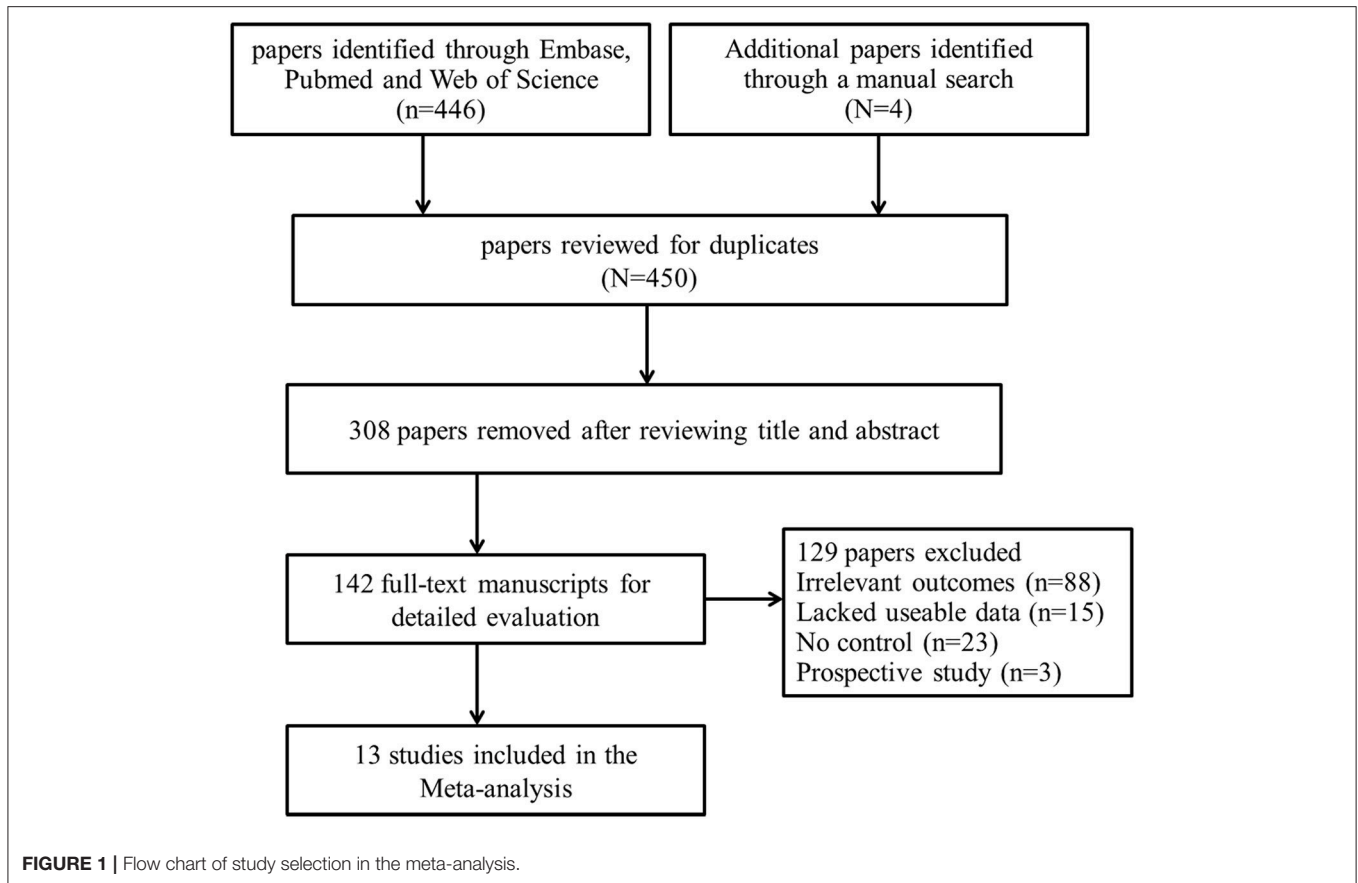 papers identified through Embase,
Pubmed and Web of Science
(n=446)
Additional papers identified
through a manual search
(N=4)
papers reviewed for duplicates
(N=450)
308 papers removed after reviewing title and abstract
142 full-text manuscripts for
detailed evaluation
129 papers excluded
Irrelevant outcomes (n=88)
Lacked useable data (n=15)
No control (n=23)
Prospective study (n=3)
13 studies included in the
Meta-analysis
FIGURE 1 | Flow chart of study selection in the meta-analysis.